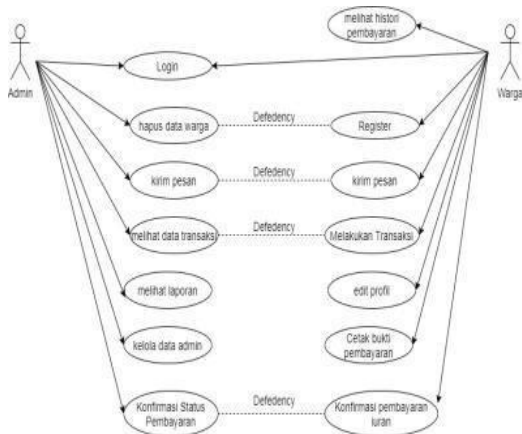 melihat histori
pembayaran
Login
Admin
Warga
hapus data warga
Defedency
Register
kirim pesan
Defedency
kirim pesan
melihat data transaksi
Defedency
Melakukan Transaksi
melihat laporan
edit profil
kelola data admin
Cetak bukti
pembayaran
Konfirmasi Status
Pembayaran
Defedency
Konfirmasi pembayaran
iuran